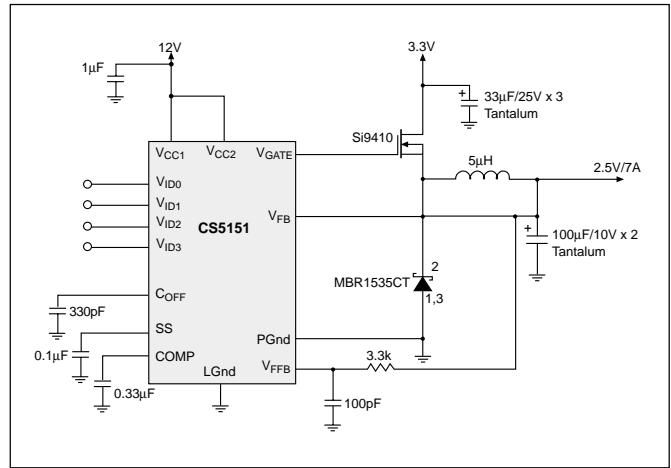 12V
3.3V
1µF
33µF/25V x 3
Tantalum
Si9410
VCC1
VCC2
VGATE
5µH
2.5V/7A
VID0
VID1
VID2
VID3
CS5151
VFB
100µF/10V x 2
Tantalum
2
MBR1535CT
1,3
COFF
330pF
SS
PGnd
0.1µF
COMP
VFFB
3.3k
LGnd
0.33µF
100pF